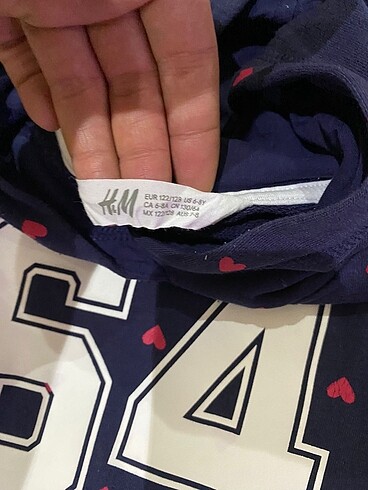 H&M
EUR 122/128 US 6-8Y
CA 6-8A CN 130/64
MX 122/128 AUS 7-8
64